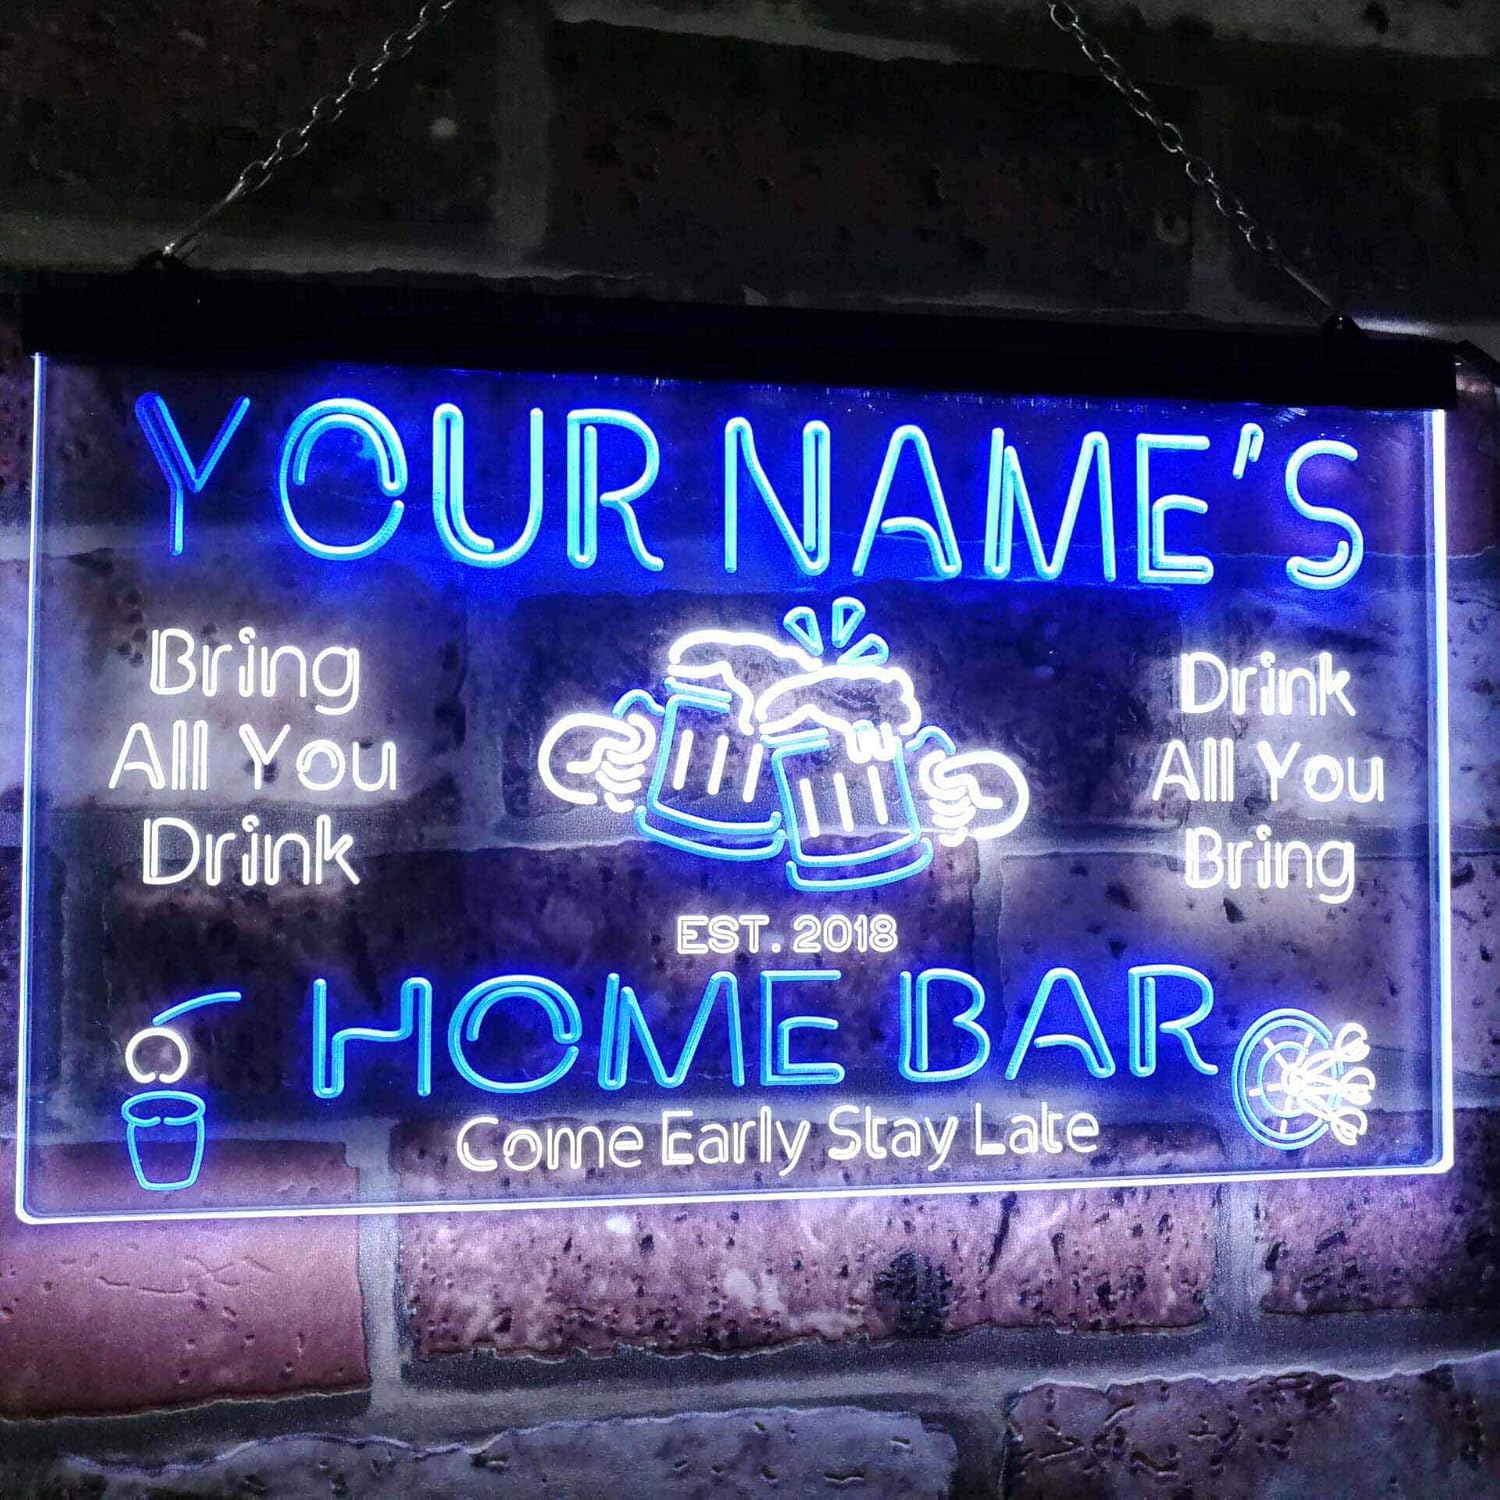 YOUR NAME'S
Bring
All You
Drink
Drink
All You
Bring
EST. 2018
HOME BAR
Come Early Stay Late